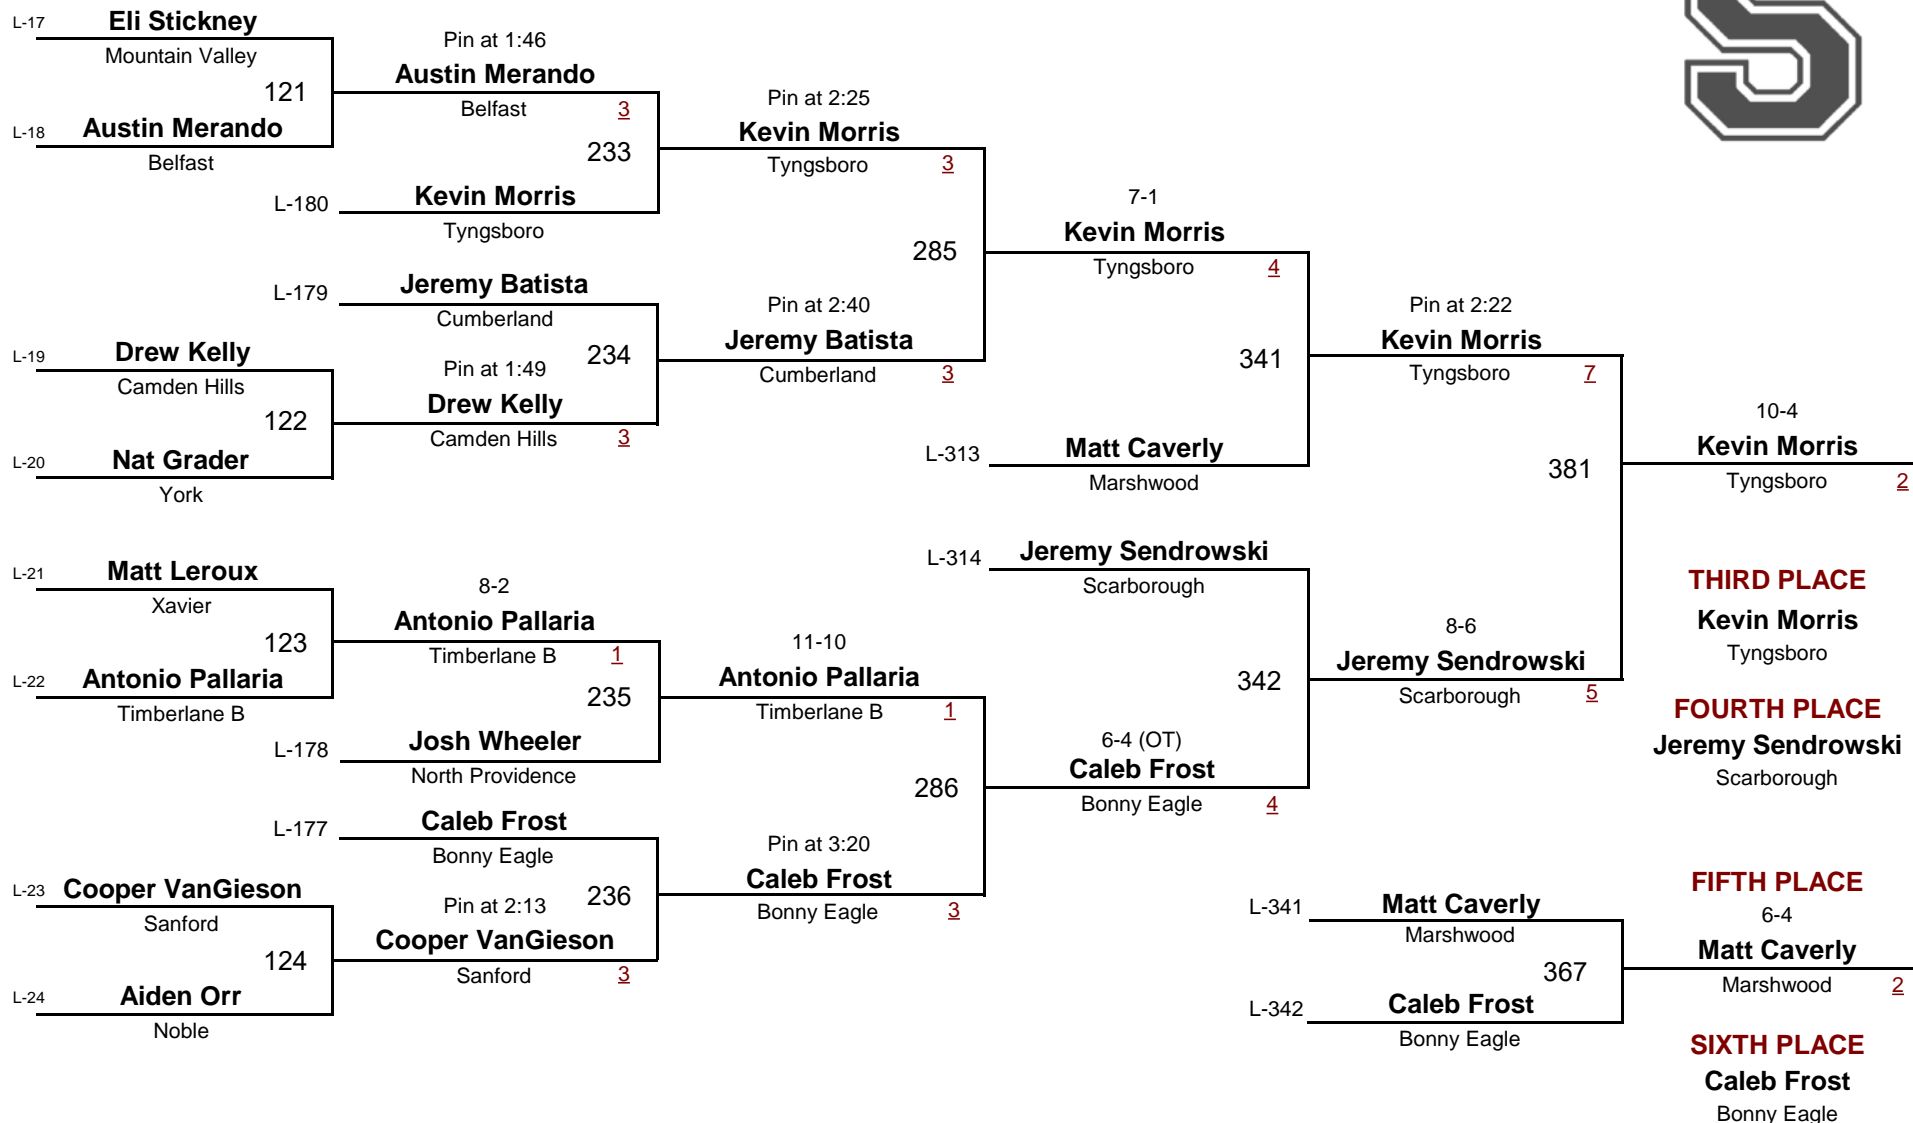 L-17
Eli Stickney
Mountain Valley
121
L-18
Austin Merando
Belfast
Pin at 1:46
Austin Merando
Belfast
3
233
L-180
Kevin Morris
Tyngsboro
Pin at 2:25
Kevin Morris
Tyngsboro
3
L-179
Jeremy Batista
Cumberland
234
L-19
Drew Kelly
Camden Hills
122
L-20
Nat Grader
York
Pin at 1:49
Drew Kelly
Camden Hills
3
Pin at 2:40
Jeremy Batista
Cumberland
3
285
7-1
Kevin Morris
Tyngsboro
4
341
L-313
Matt Caverly
Marshwood
Pin at 2:22
Kevin Morris
Tyngsboro
7
381
10-4
Kevin Morris
Tyngsboro
2
L-21
Matt Leroux
Xavier
123
L-22
Antonio Pallaria
Timberlane B
8-2
Antonio Pallaria
Timberlane B
1
235
L-178
Josh Wheeler
North Providence
11-10
Antonio Pallaria
Timberlane B
1
286
L-177
Caleb Frost
Bonny Eagle
236
L-23
Cooper VanGieson
Sanford
124
L-24
Aiden Orr
Noble
Pin at 2:13
Cooper VanGieson
Sanford
3
Pin at 3:20
Caleb Frost
Bonny Eagle
3
L-314
Jeremy Sendrowski
Scarborough
342
6-4 (OT)
Caleb Frost
Bonny Eagle
4
8-6
Jeremy Sendrowski
Scarborough
5
THIRD PLACE
Kevin Morris
Tyngsboro
FOURTH PLACE
Jeremy Sendrowski
Scarborough
L-341
Matt Caverly
Marshwood
367
L-342
Caleb Frost
Bonny Eagle
FIFTH PLACE
6-4
Matt Caverly
Marshwood
2
SIXTH PLACE
Caleb Frost
Bonny Eagle
S